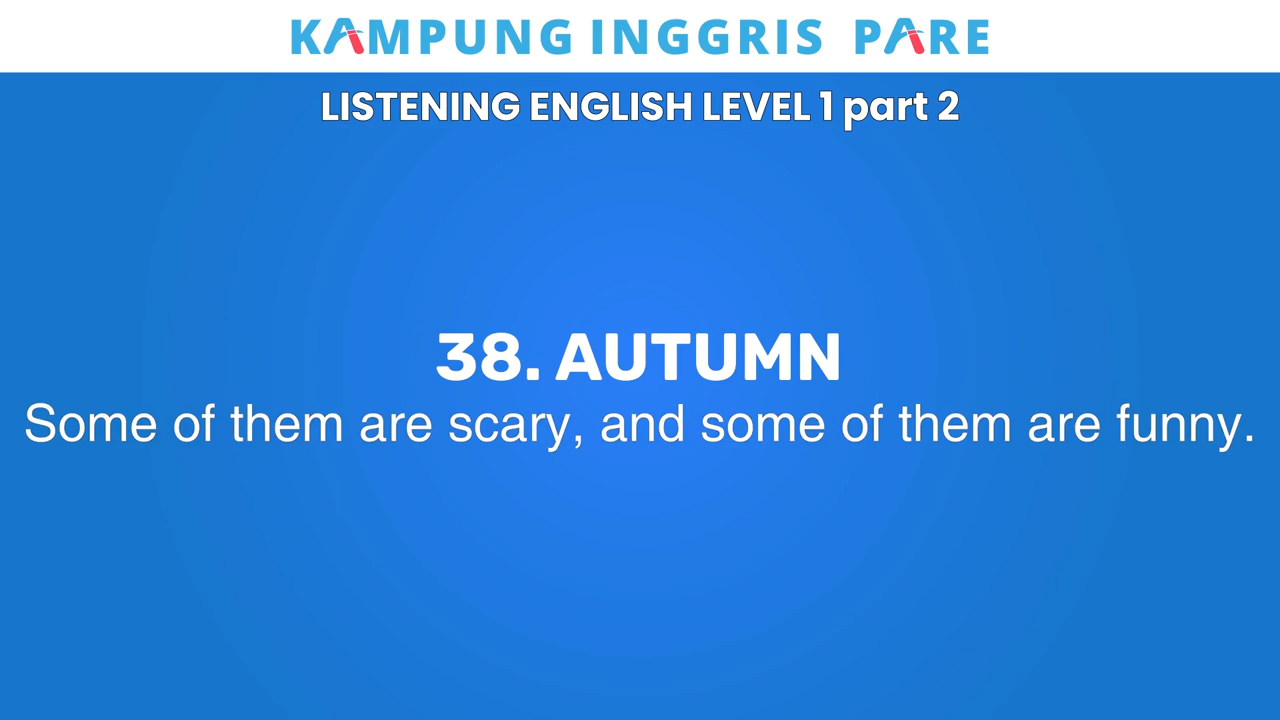 KAMPUNG INGGRIS PARE
LISTENING ENGLISH LEVEL 1 part 2
38. AUTUMN
Some of them are scary, and some of them are funny.